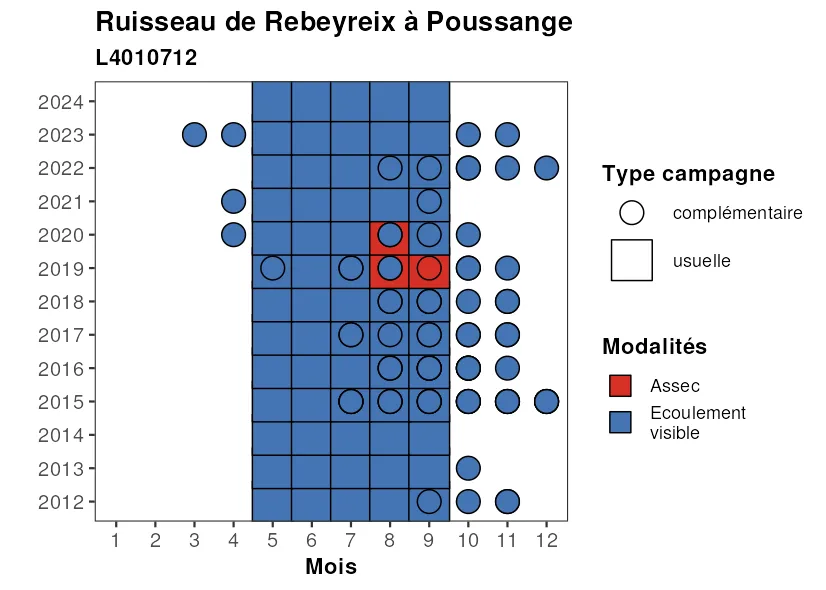 Ruisseau de Rebeyreix à Poussange
L4010712
2024
2023
2022
2021
2020
2019
2018
2017
2016
2015
2014
2013
2012
1 2 3 4 5 6 7 8 9 10 11 12
Mois
Type campagne
complémentaire
usuelle
Modalités
Assec
Ecoulement
visible